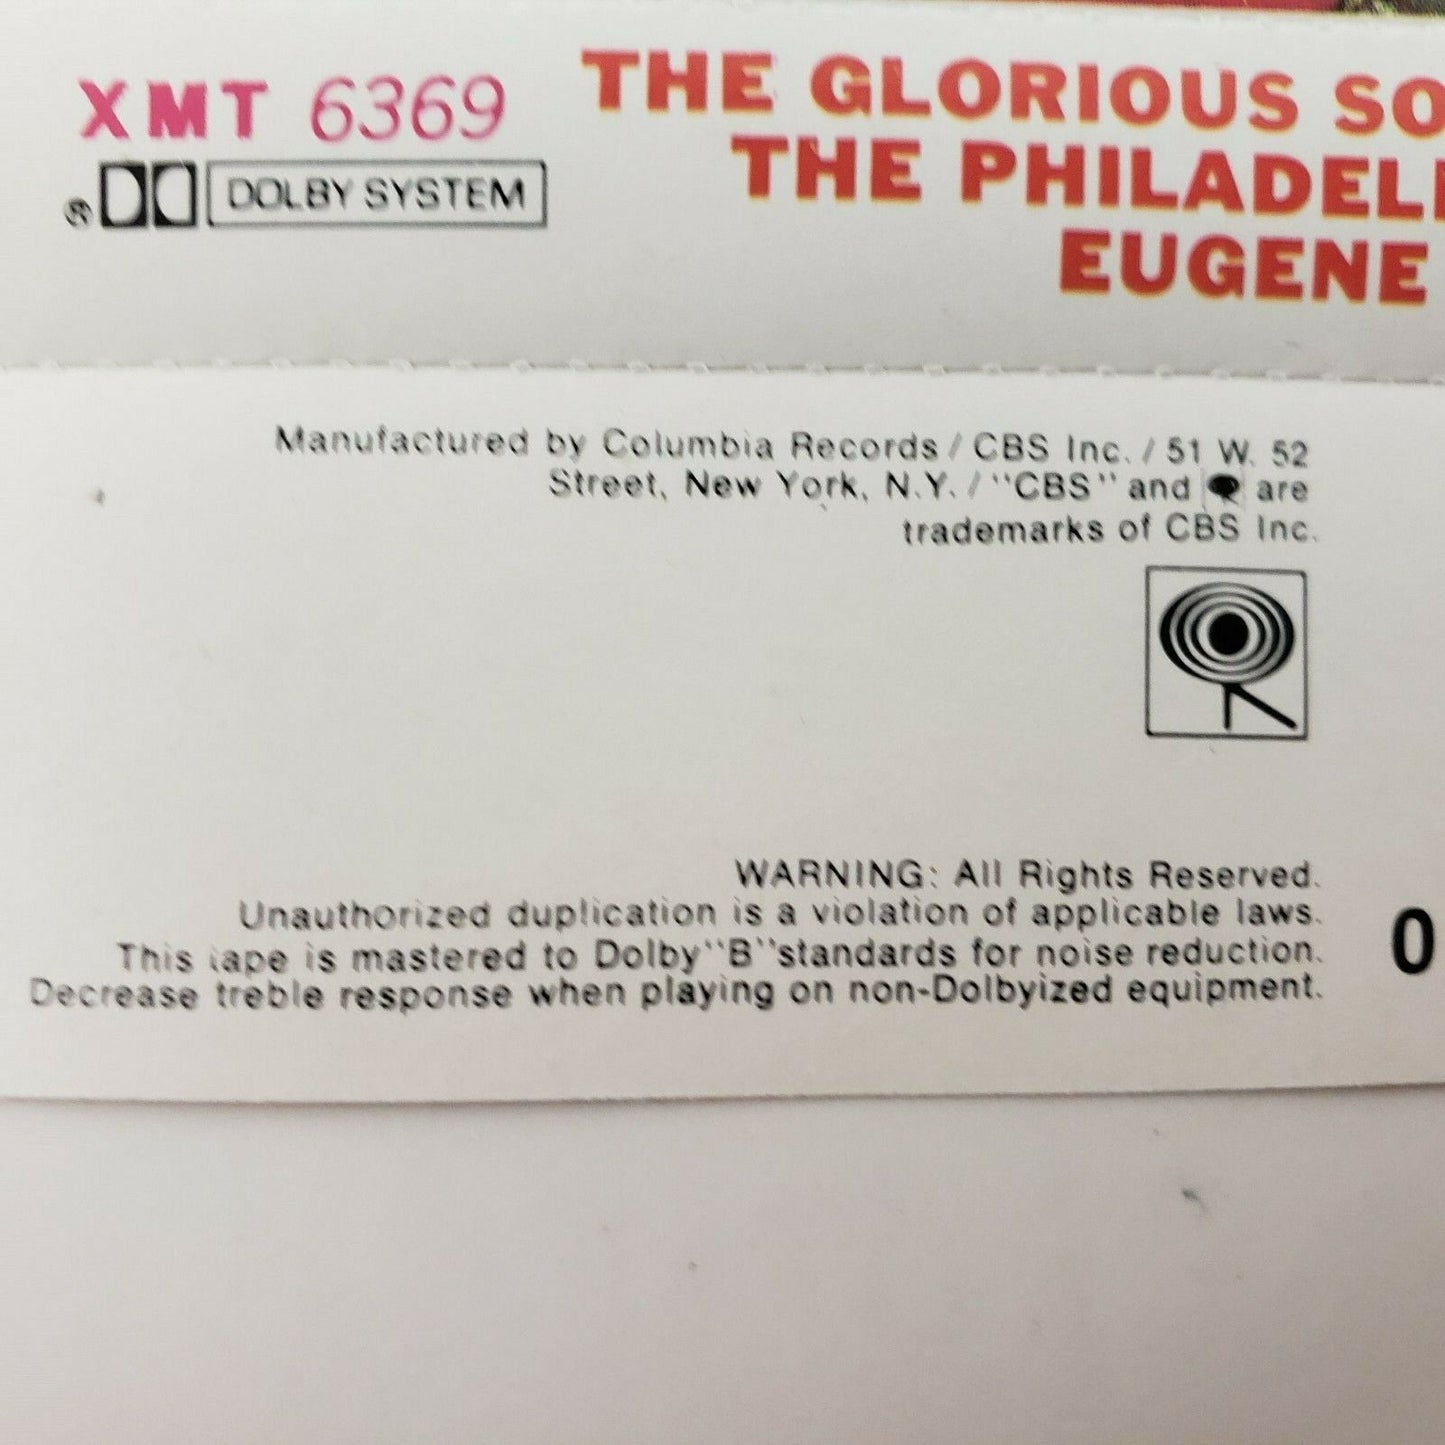 XMT 6369
® DOLBY SYSTEM
THE GLORIOUS SO
THE PHILADEL
EUGENE
Manufactured by Columbia Records / CBS Inc. / 51 W. 52
Street, New York, N.Y. / "CBS" and are
trademarks of CBS Inc.
WARNING: All Rights Reserved.
Unauthorized duplication is a violation of applicable laws.
This tape is mastered to Dolby "B" standards for noise reduction.
Decrease treble response when playing on non-Dolbyized equipment.
0